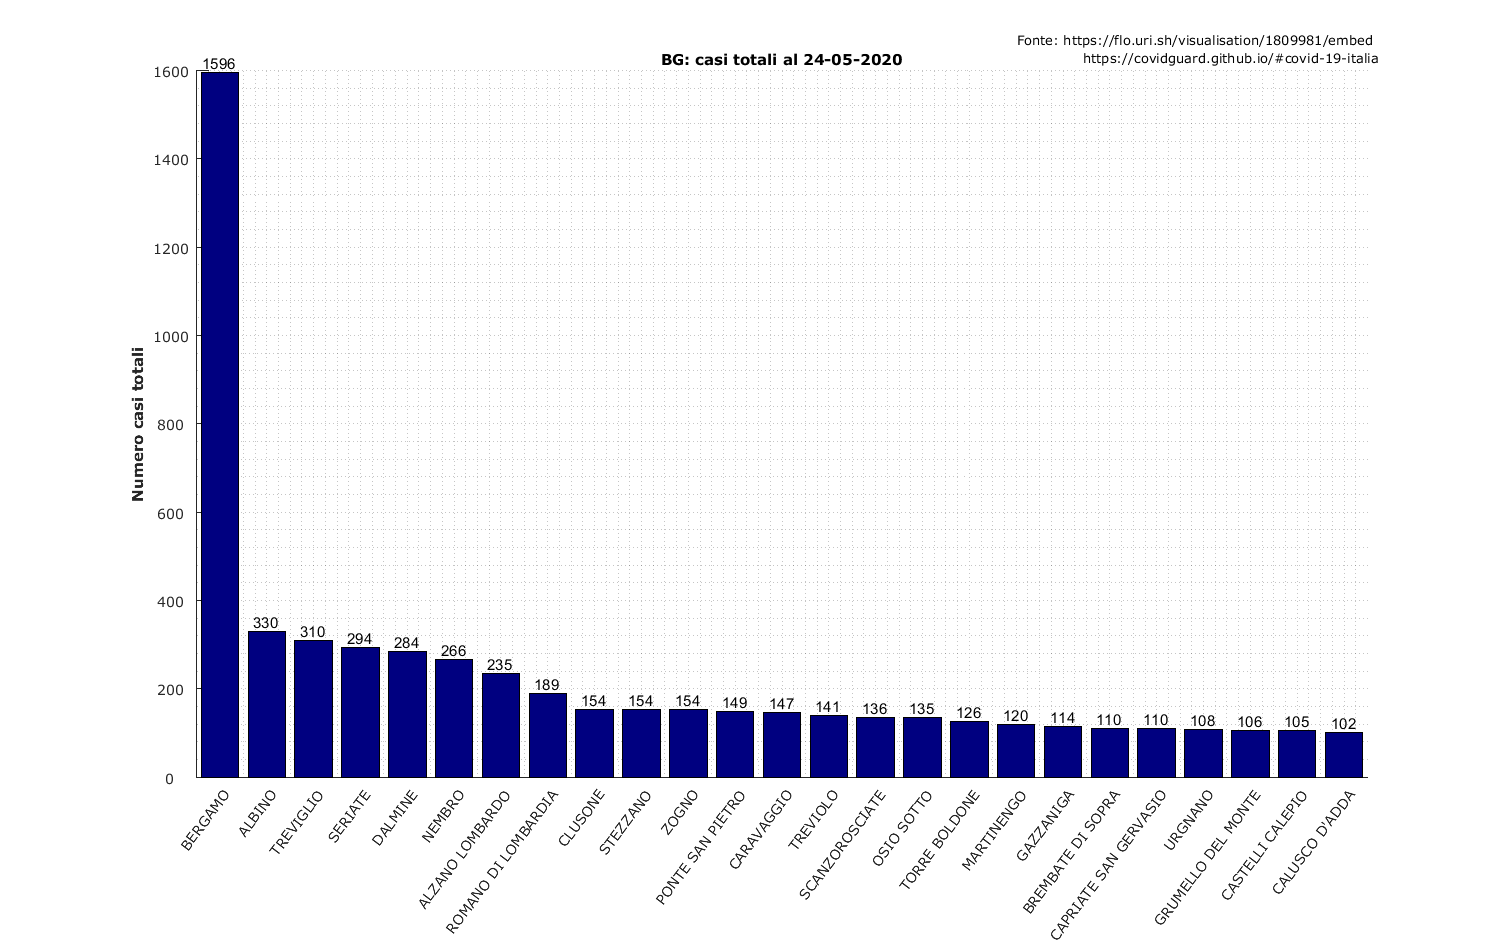 Fonte: https://flo.uri.sh/visualisation/1809981/embed
https://covidguard.github.io/#covid-19-italia
BG: casi totali al 24-05-2020
Numero casi totali
1600
1400
1200
1000
800
600
400
200
0
1596
330
310
294
284
266
235
189
154
154
154
149
147
141
136
135
126
120
114
110
110
108
106
105
102
BERGAMO
ALBINO
TREVIGLIO
SERIATE
DALMINE
NEMBRO
ALZANO LOMBARDO
ROMANO DI LOMBARDIA
CLUSONE
STEZZANO
ZOGNO
PONTE SAN PIETRO
CARAVAGGIO
TREVIOLO
SCANZOROSCIATE
OSIO SOTTO
TORRE BOLDONE
MARTINENGO
GAZZANIGA
BREMBATE DI SOPRA
CAPRIATE SAN GERVASIO
URGNANO
GRUMELLO DEL MONTE
CASTELLI CALEPIO
CALUSCO D'ADDA